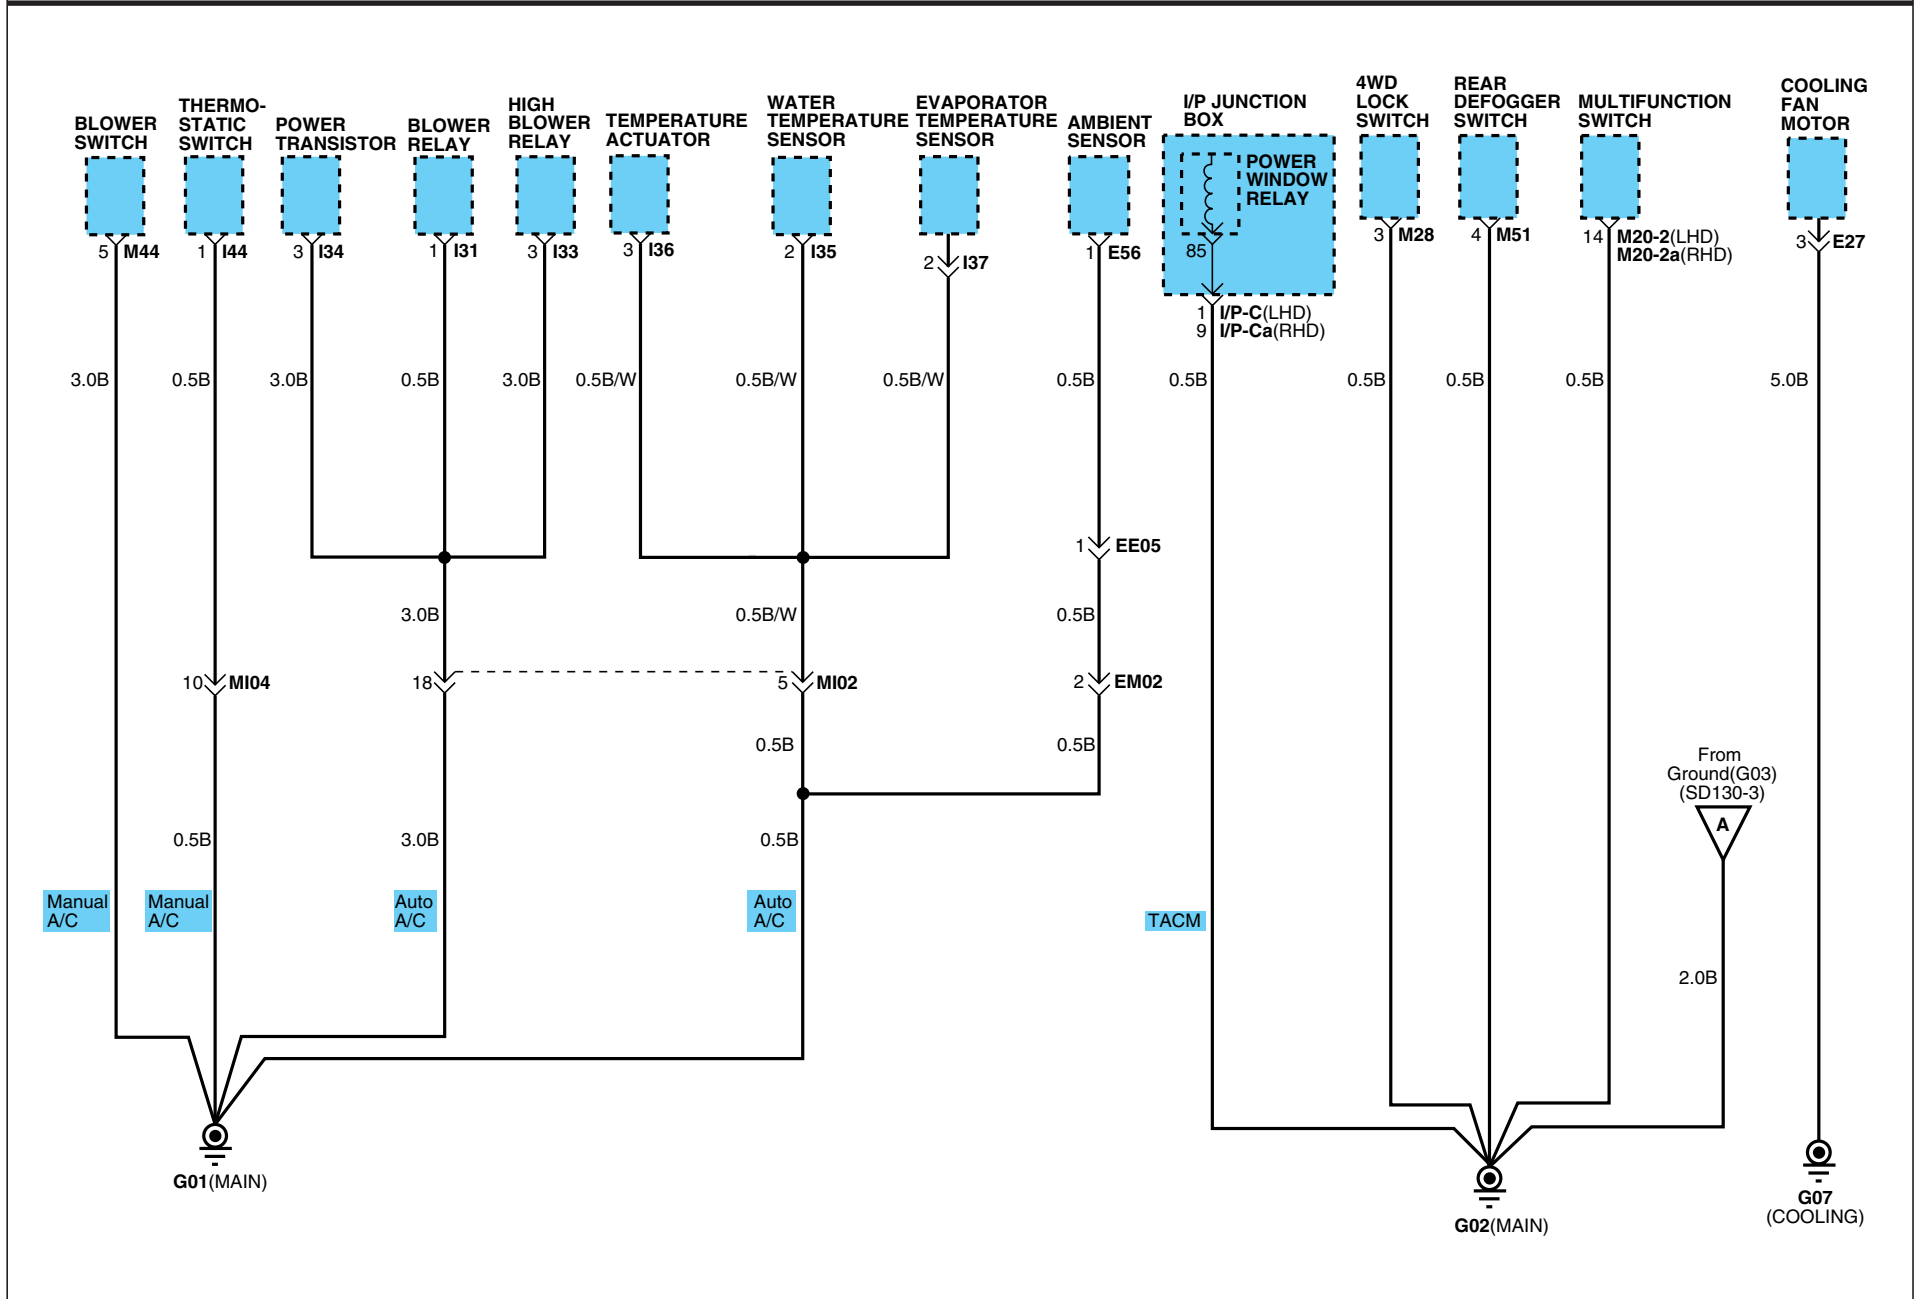 BLOWER
SWITCH
THERMO-
STATIC
SWITCH
POWER
TRANSISTOR
BLOWER
RELAY
HIGH
BLOWER
RELAY
TEMPERATURE
ACTUATOR
WATER
TEMPERATURE
SENSOR
EVAPORATOR
TEMPERATURE
SENSOR
AMBIENT
SENSOR
I/P JUNCTION
BOX
POWER
WINDOW
RELAY
4WD
LOCK
SWITCH
REAR
DEFOGGER
SWITCH
MULTIFUNCTION
SWITCH
COOLING
FAN
MOTOR
5 M44
1 I44
3 I34
1 I31
3 I33
3 I36
2 I35
2 I37
1 E56
85
1 I/P-C(LHD)
9 I/P-Ca(RHD)
3 M28
4 M51
14 M20-2(LHD)
M20-2a(RHD)
3 E27
3.0B
0.5B
3.0B
0.5B
3.0B
0.5B/W
0.5B/W
0.5B/W
0.5B
0.5B
0.5B
0.5B
0.5B
5.0B
1 EE05
3.0B
0.5B/W
0.5B
10 MI04
18
5 MI02
2 EM02
0.5B
0.5B
From
Ground(G03)
(SD130-3)
A
0.5B
3.0B
0.5B
Manual
A/C
Manual
A/C
Auto
A/C
Auto
A/C
TACM
2.0B
G01(MAIN)
G02(MAIN)
G07
(COOLING)